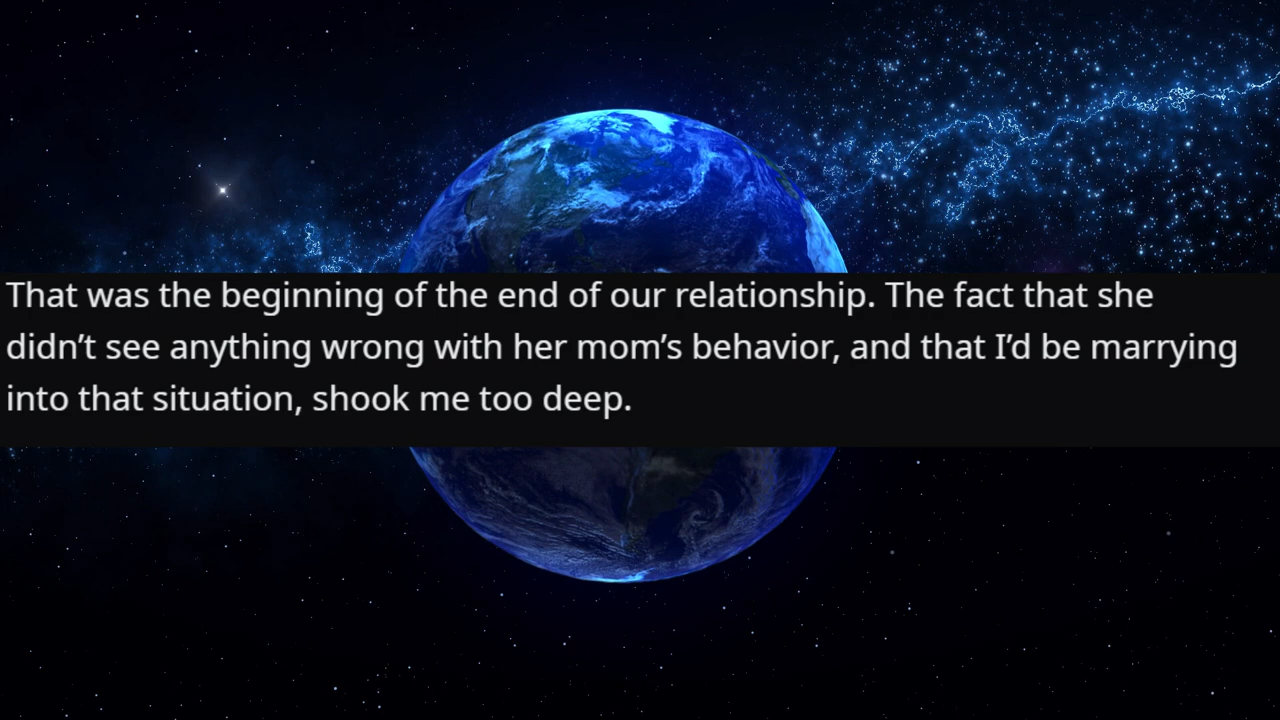 That was the beginning of the end of our relationship. The fact that she
didn’t see anything wrong with her mom’s behavior, and that I’d be marrying
into that situation, shook me too deep.